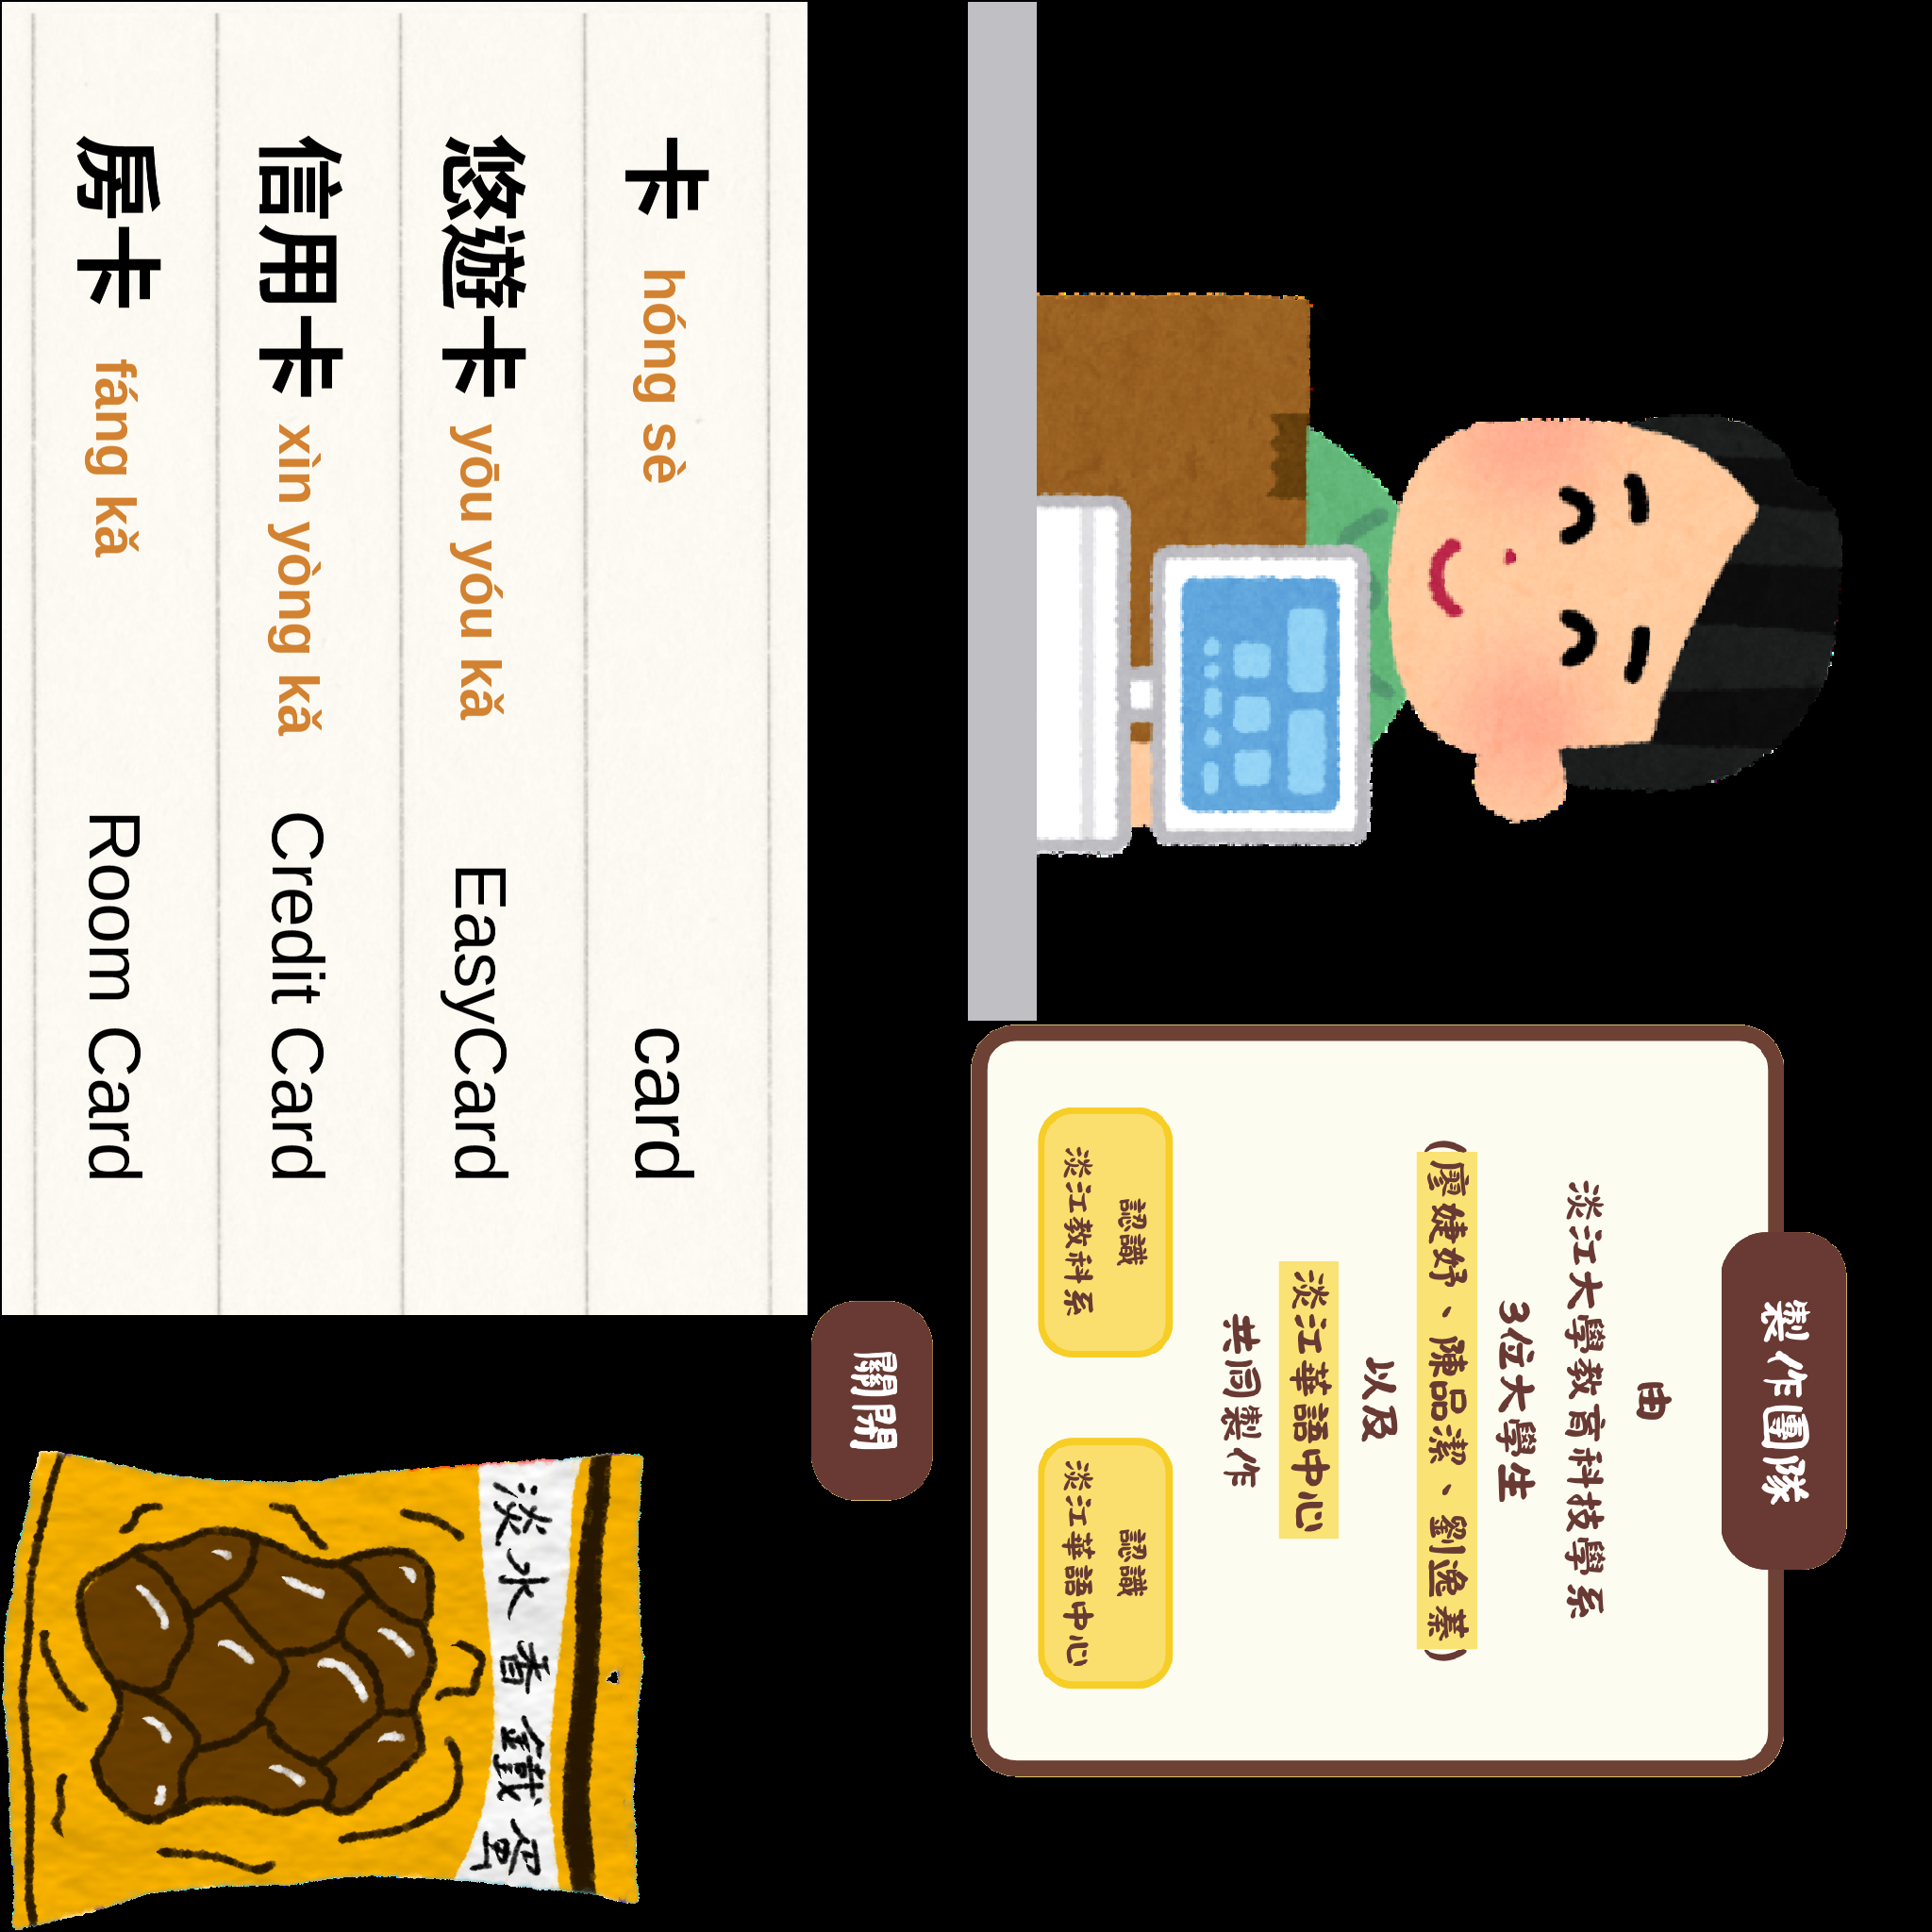 卡 hóng sè card
悠遊卡 yōu yóu kǎ EasyCard
信用卡 xìn yòng kǎ Credit Card
房卡 fáng kǎ Room Card
製作團隊
由
淡江大學教育科技學系
3位大學生
(廖婕妤、陳品潔、劉逸蓁)
以及
淡江華語中心
共同製作
認識
淡江教科系
認識
淡江華語中心
關閉
淡水香鐵蛋